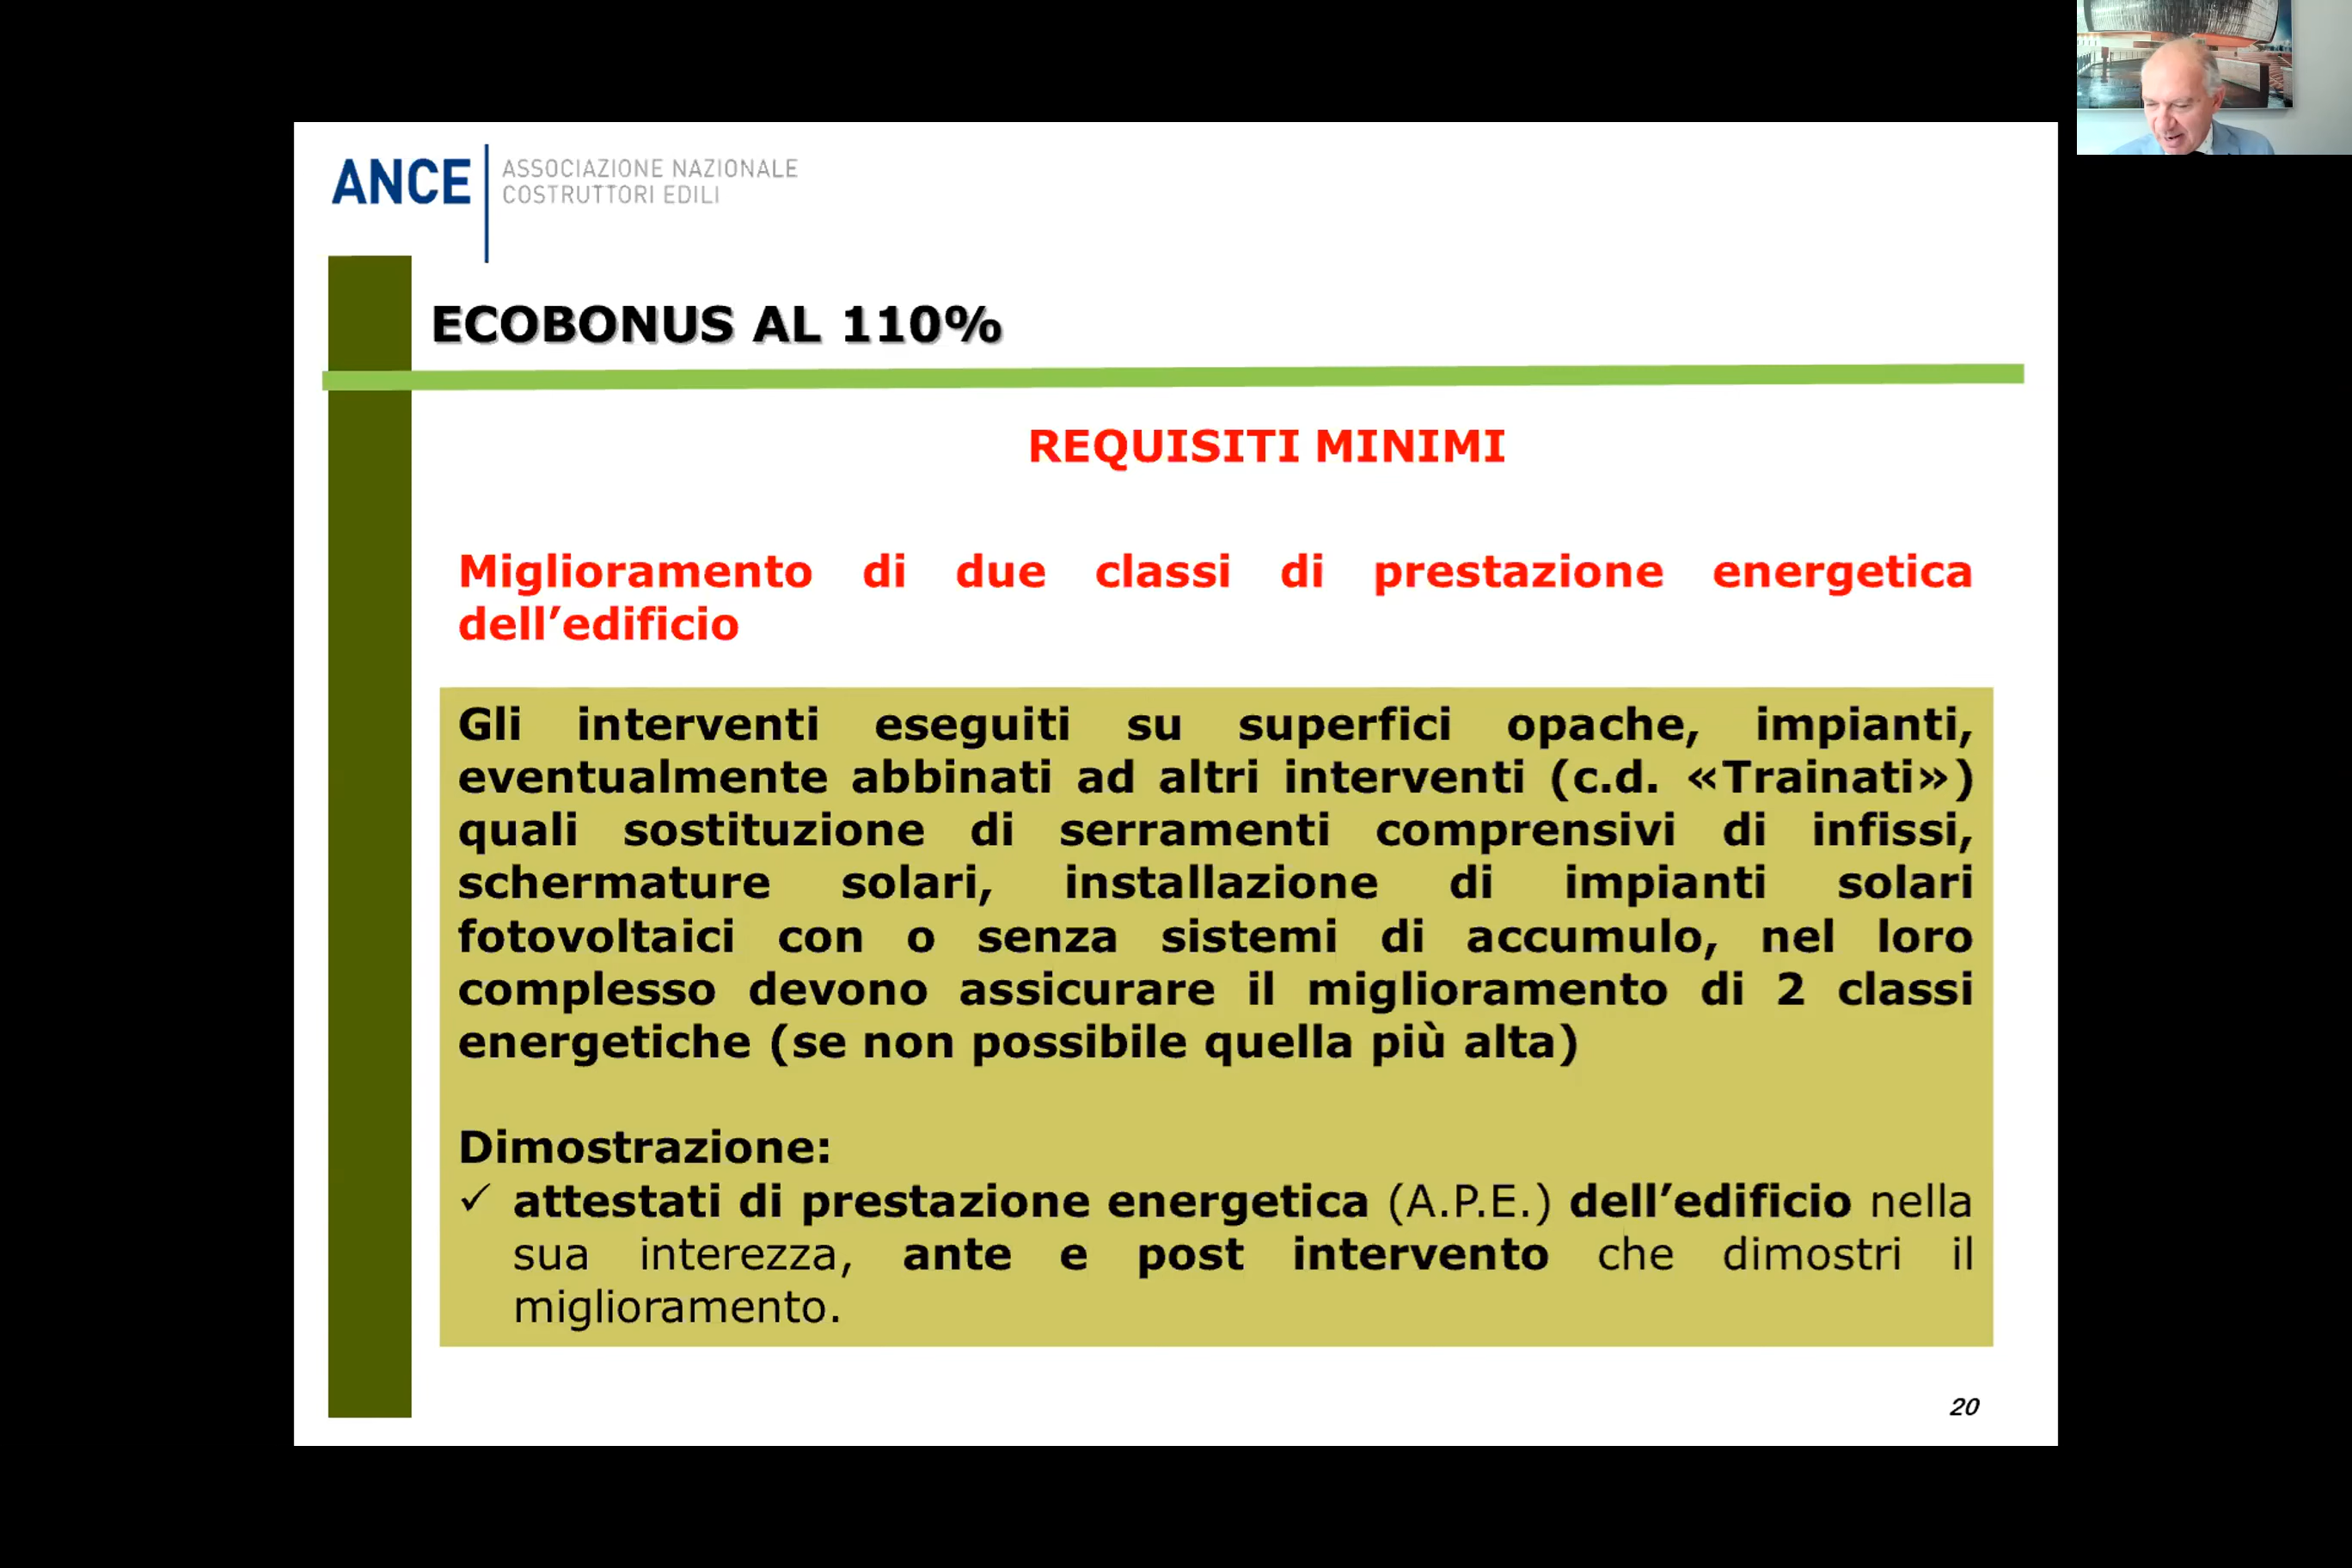 ANCE
ASSOCIAZIONE NAZIONALE
COSTRUTTORI EDILI
ECOBONUS AL 110%
REQUISITI MINIMI
Miglioramento di due classi di prestazione energetica
dell’edificio
Gli interventi eseguiti su superfici opache, impianti,
eventualmente abbinati ad altri interventi (c.d. «Trainati»)
quali sostituzione di serramenti comprensivi di infissi,
schermature solari, installazione di impianti solari
fotovoltaici con o senza sistemi di accumulo, nel loro
complesso devono assicurare il miglioramento di 2 classi
energetiche (se non possibile quella più alta)
Dimostrazione:
✓ attestati di prestazione energetica (A.P.E.) dell’edificio nella
sua interezza, ante e post intervento che dimostri il
miglioramento.
20